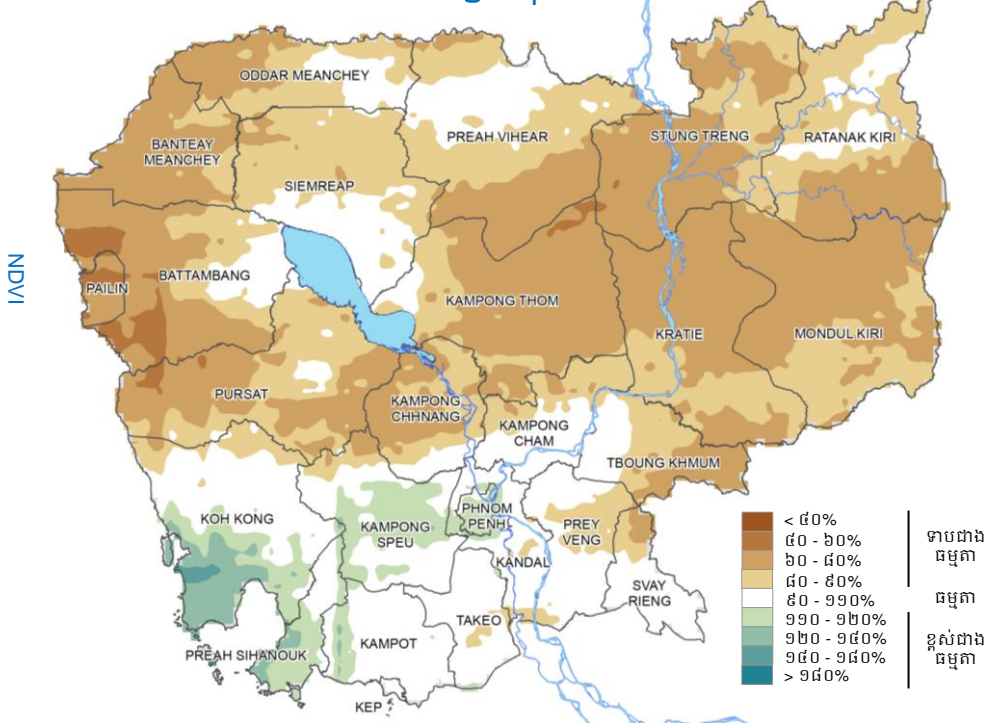 ODDAR MEANCHEY
PREAH VIHEAR
STUNG TRENG
RATANAK KIRI
BANTEAY
MEANCHEY
SIEMREAP
NDVI
PAILIN
BATTAMBANG
KAMPONG THOM
KRATIE
MONDUL KIRI
PURSAT
KAMPONG
CHHNANG
KAMPONG
CHAM
TBOUNG KHMUM
KOH KONG
KAMPONG
SPEU
PHNOM
PENH
PREY
VENG
KANDAL
SVAY
RIENG
TAKEO
PREAH SIHANOUK
KAMPOT
KEP
< ៤០%
៤០ - ៦០%
៦០ - ៨០%
៨០ - ៩០%
៩០ - ១១០%
១១០ - ១២០%
១២០ - ១៤០%
១៤០ - ១៨០%
> ១៨០%
ទាបជាង
ធម្មតា
ធម្មតា
ខ្ពស់ជាង
ធម្មតា